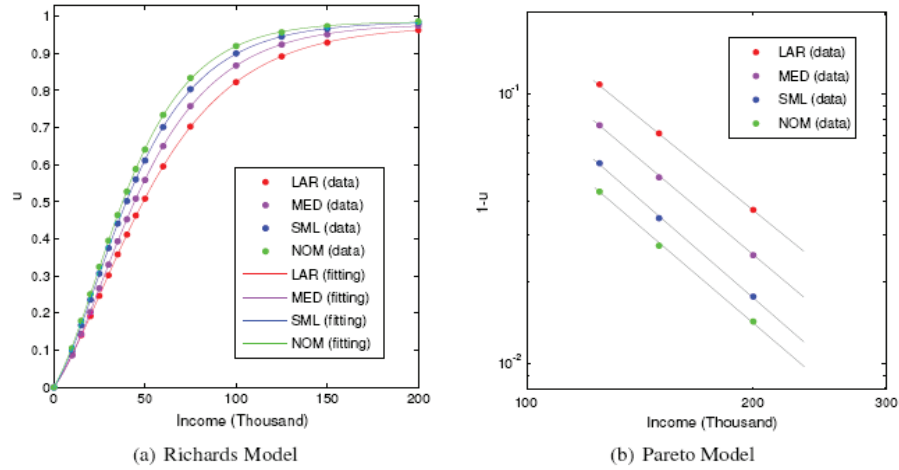 1
0.9
0.8
0.7
0.6
0.5
0.4
0.3
0.2
0.1
0
u
LAR (data)
MED (data)
SML (data)
NOM (data)
LAR (fitting)
MED (fitting)
SML (fitting)
NOM (fitting)
0 50 100 150 200
Income (Thousand)
(a) Richards Model
10^-1
10^-2
1-u
LAR (data)
MED (data)
SML (data)
NOM (data)
100 200 300
Income (Thousand)
(b) Pareto Model